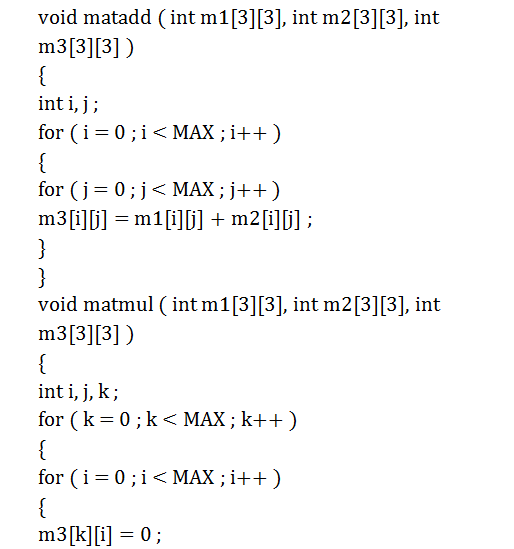 void matadd ( int m1[3][3], int m2[3][3], int
m3[3][3] )
{
int i, j ;
for ( i = 0 ; i < MAX ; i++ )
{
for ( j = 0 ; j < MAX ; j++ )
m3[i][j] = m1[i][j] + m2[i][j] ;
}
}
void matmul ( int m1[3][3], int m2[3][3], int
m3[3][3] )
{
int i, j, k ;
for ( k = 0 ; k < MAX ; k++ )
{
for ( i = 0 ; i < MAX ; i++ )
{
m3[k][i] = 0 ;